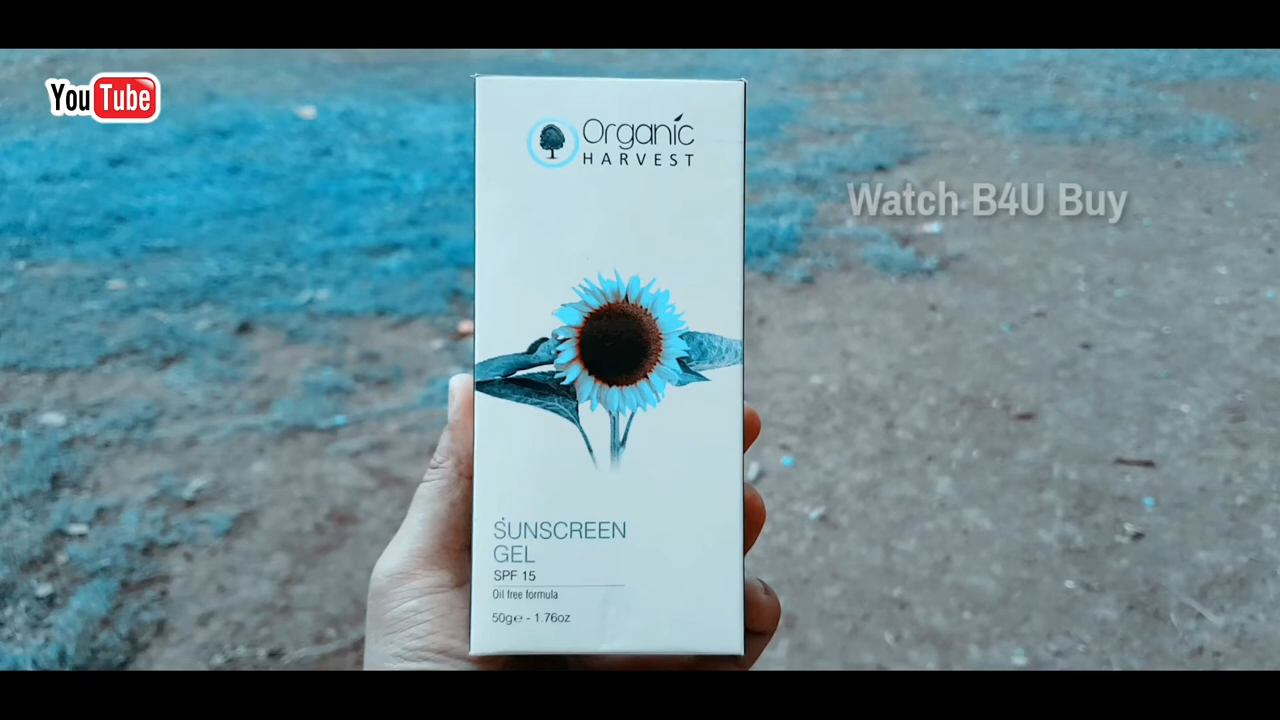 YouTube
Organic
HARVEST
Watch B4U Buy
SUNSCREEN
GEL
SPF 15
Oil free formula
50g℮ - 1.76oz